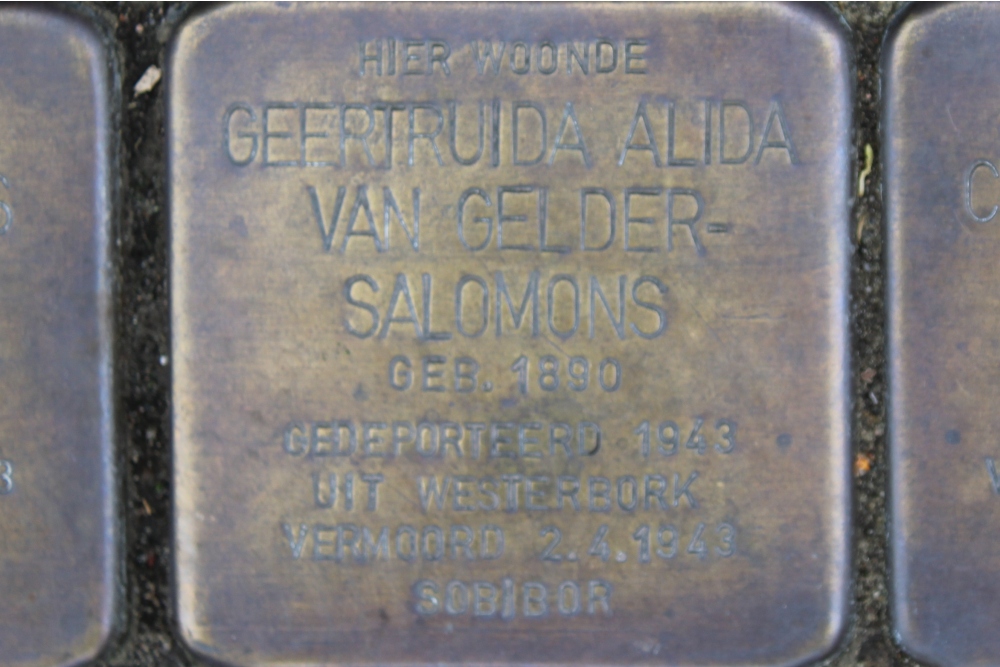 HIER WOONDE
GEERTRUIDA ALIDA
VAN GELDER-
SALOMONS
GEB. 1890
GEDEPORTEERD 1943
UIT WESTERBORK
VERMOORD 2.4.1943
SOBIBOR